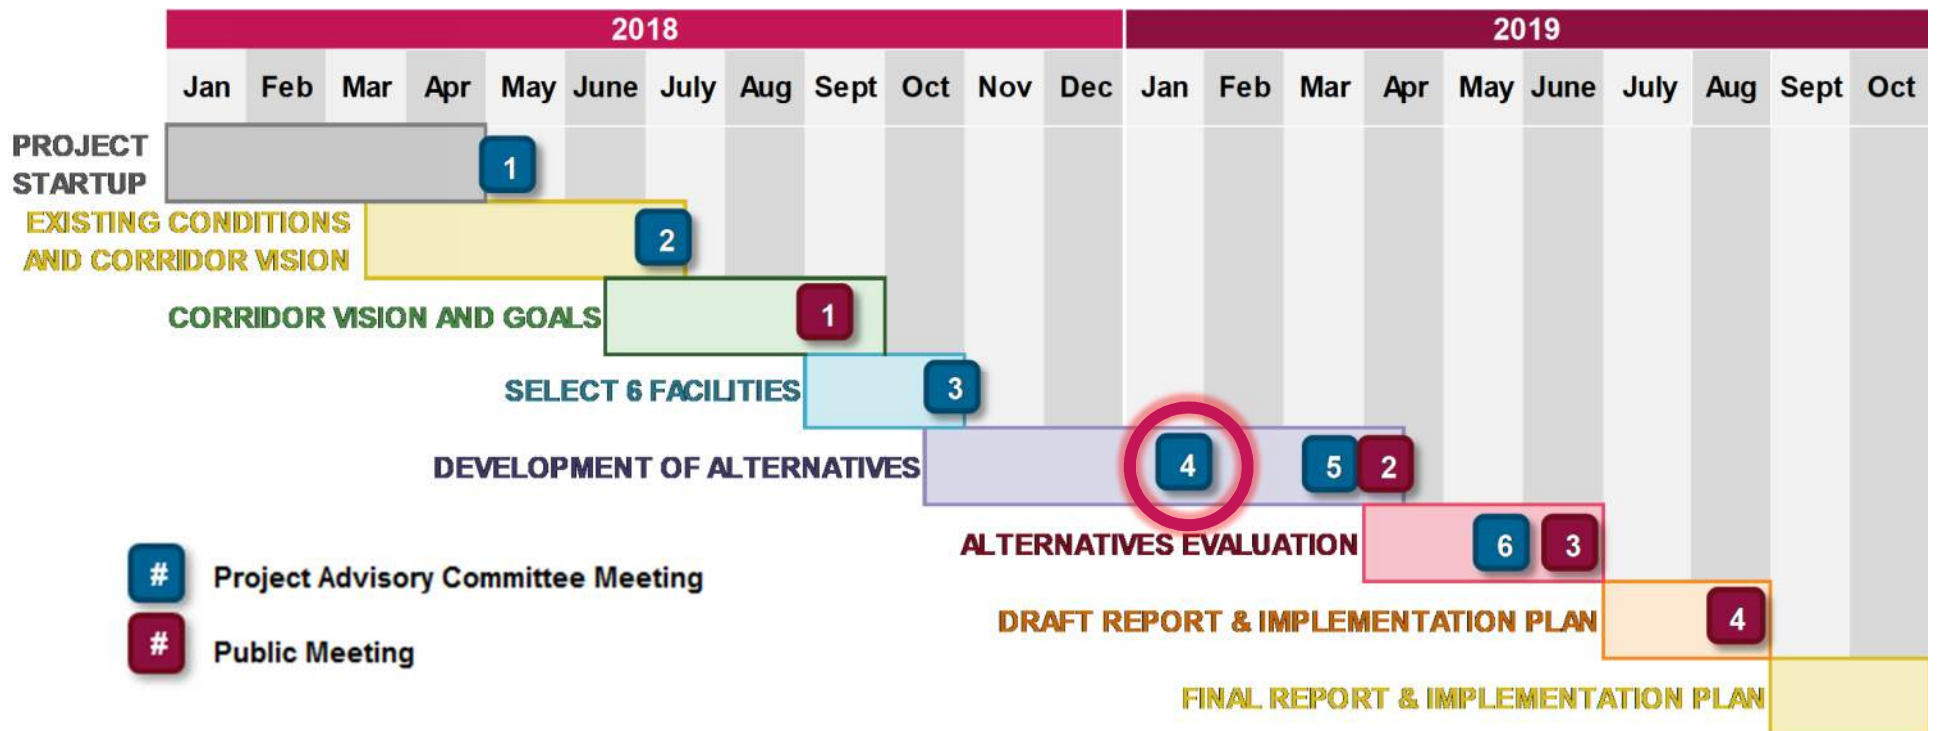 2018 2019
Jan Feb Mar Apr May June July Aug Sept Oct Nov Dec Jan Feb Mar Apr May June July Aug Sept Oct
PROJECT
STARTUP
1
EXISTING CONDITIONS
AND CORRIDOR VISION
2
CORRIDOR VISION AND GOALS
1
SELECT 6 FACILITIES
3
DEVELOPMENT OF ALTERNATIVES
4
5
2
ALTERNATIVES EVALUATION
6
3
# Project Advisory Committee Meeting
DRAFT REPORT & IMPLEMENTATION PLAN
4
# Public Meeting
FINAL REPORT & IMPLEMENTATION PLAN